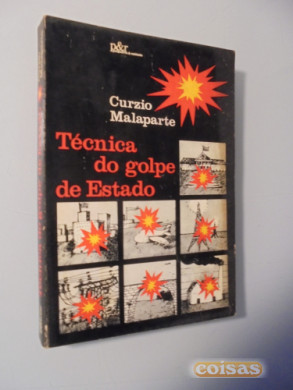 p&r
Curzio
Malaparte
Técnica
do golpe
de Estado
coisas